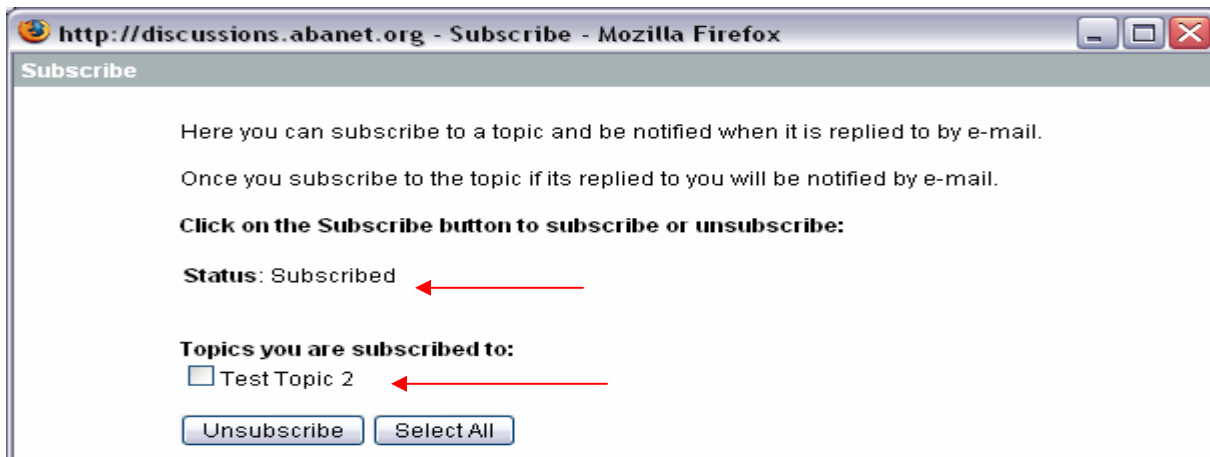 http://discussions.abanet.org - Subscribe - Mozilla Firefox
Subscribe
Here you can subscribe to a topic and be notified when it is replied to by e-mail.
Once you subscribe to the topic if its replied to you will be notified by e-mail.
Click on the Subscribe button to subscribe or unsubscribe:
Status: Subscribed
Topics you are subscribed to:
Test Topic 2
Unsubscribe Select All